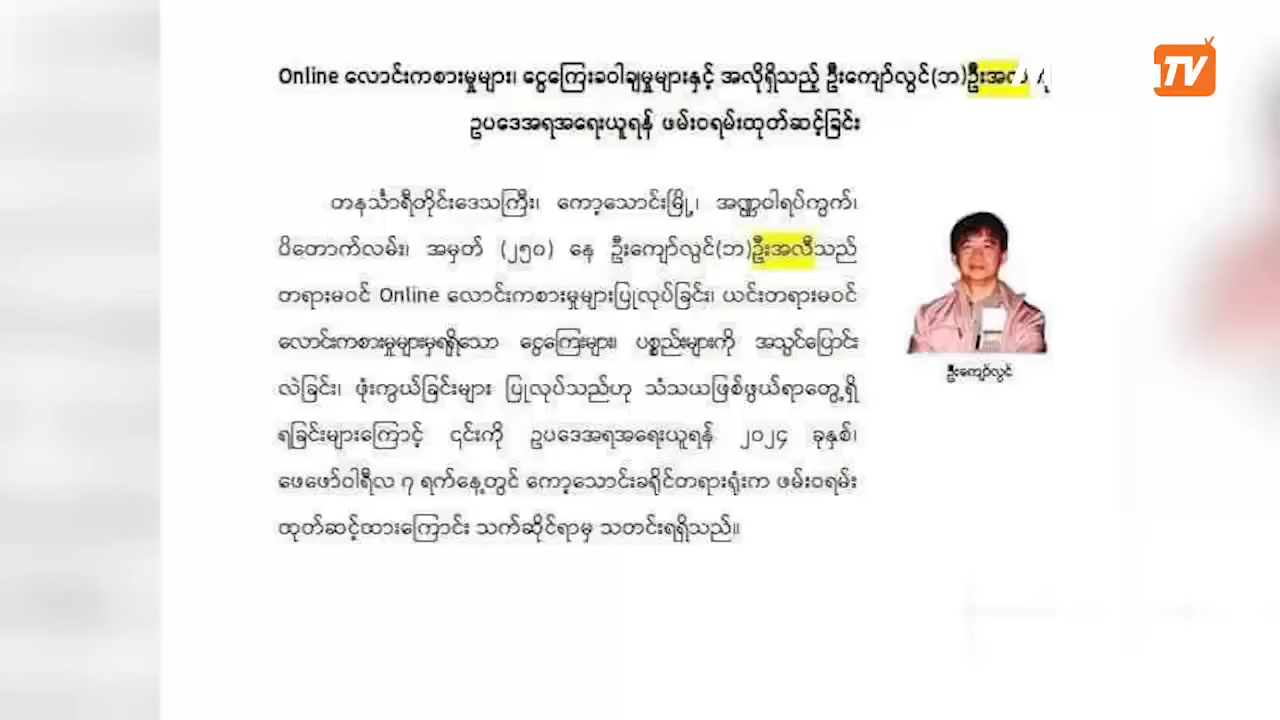 Online လောင်းကစားမှုများ၊ ငွေကြေးခဝါချမှုများနှင့် အလိုရှိသည့် ဦးကျော်လွင်(ဘ)
TV
ဥပဒေအရအရေးယူရန် ဖမ်းဝရမ်းထုတ်ဆင့်ခြင်း
တနင်္သာရီတိုင်းဒေသကြီး၊ ကော့သောင်းမြို့၊ အဏ္ဏဝါရပ်ကွက်၊
ပိတောက်လမ်း၊ အမှတ် (၂၅၀) နေ ဦးကျော်လွင်(ဘ)ဦးအလီသည်
တရားမဝင် Online လောင်းကစားမှုများပြုလုပ်ခြင်း၊ ယင်းတရားမဝင်
လောင်းကစားမှုများမှရရှိသော ငွေကြေးများ၊ ပစ္စည်းများကို အသွင်ပြောင်း
လဲခြင်း၊ ဖုံးကွယ်ခြင်းများ ပြုလုပ်သည်ဟု သံသယဖြစ်ဖွယ်ရာတွေ့ရှိ
ရခြင်းများကြောင့် ၎င်းကို ဥပဒေအရအရေးယူရန် ၂၀၂၄ ခုနှစ်၊
ဖေဖော်ဝါရီလ ၇ ရက်နေ့တွင် ကော့သောင်းခရိုင်တရားရုံးက ဖမ်းဝရမ်း
ထုတ်ဆင့်ထားကြောင်း သက်ဆိုင်ရာမှ သတင်းရရှိသည်။
ဦးကျော်လွင်